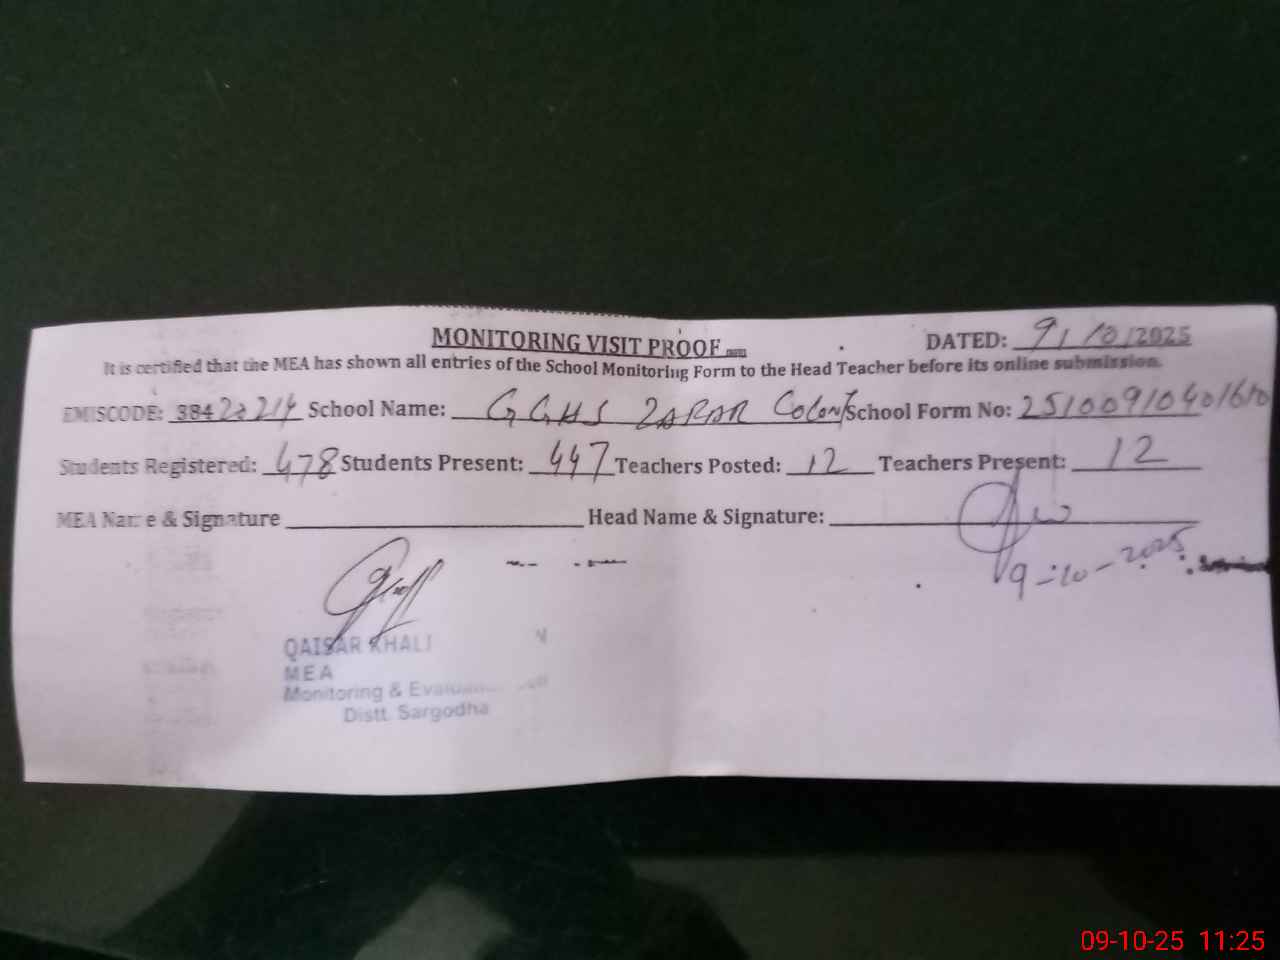 MONITORING VISIT PROOF
DATED: 9/10/2025
It is certified that the MEA has shown all entries of the School Monitoring Form to the Head Teacher before its online submission.
EMISCODE: 38422214 School Name: GGHS ZARAR Colony School Form No:
Students Registered: 478 Students Present: 447 Teachers Posted: 12 Teachers Present: 12
MEA Name & Signature Head Name & Signature:
9-10-2025
QAISAR KHALI
MEA
Monitoring &
Distt. Sargodha
09-10-25 11:25